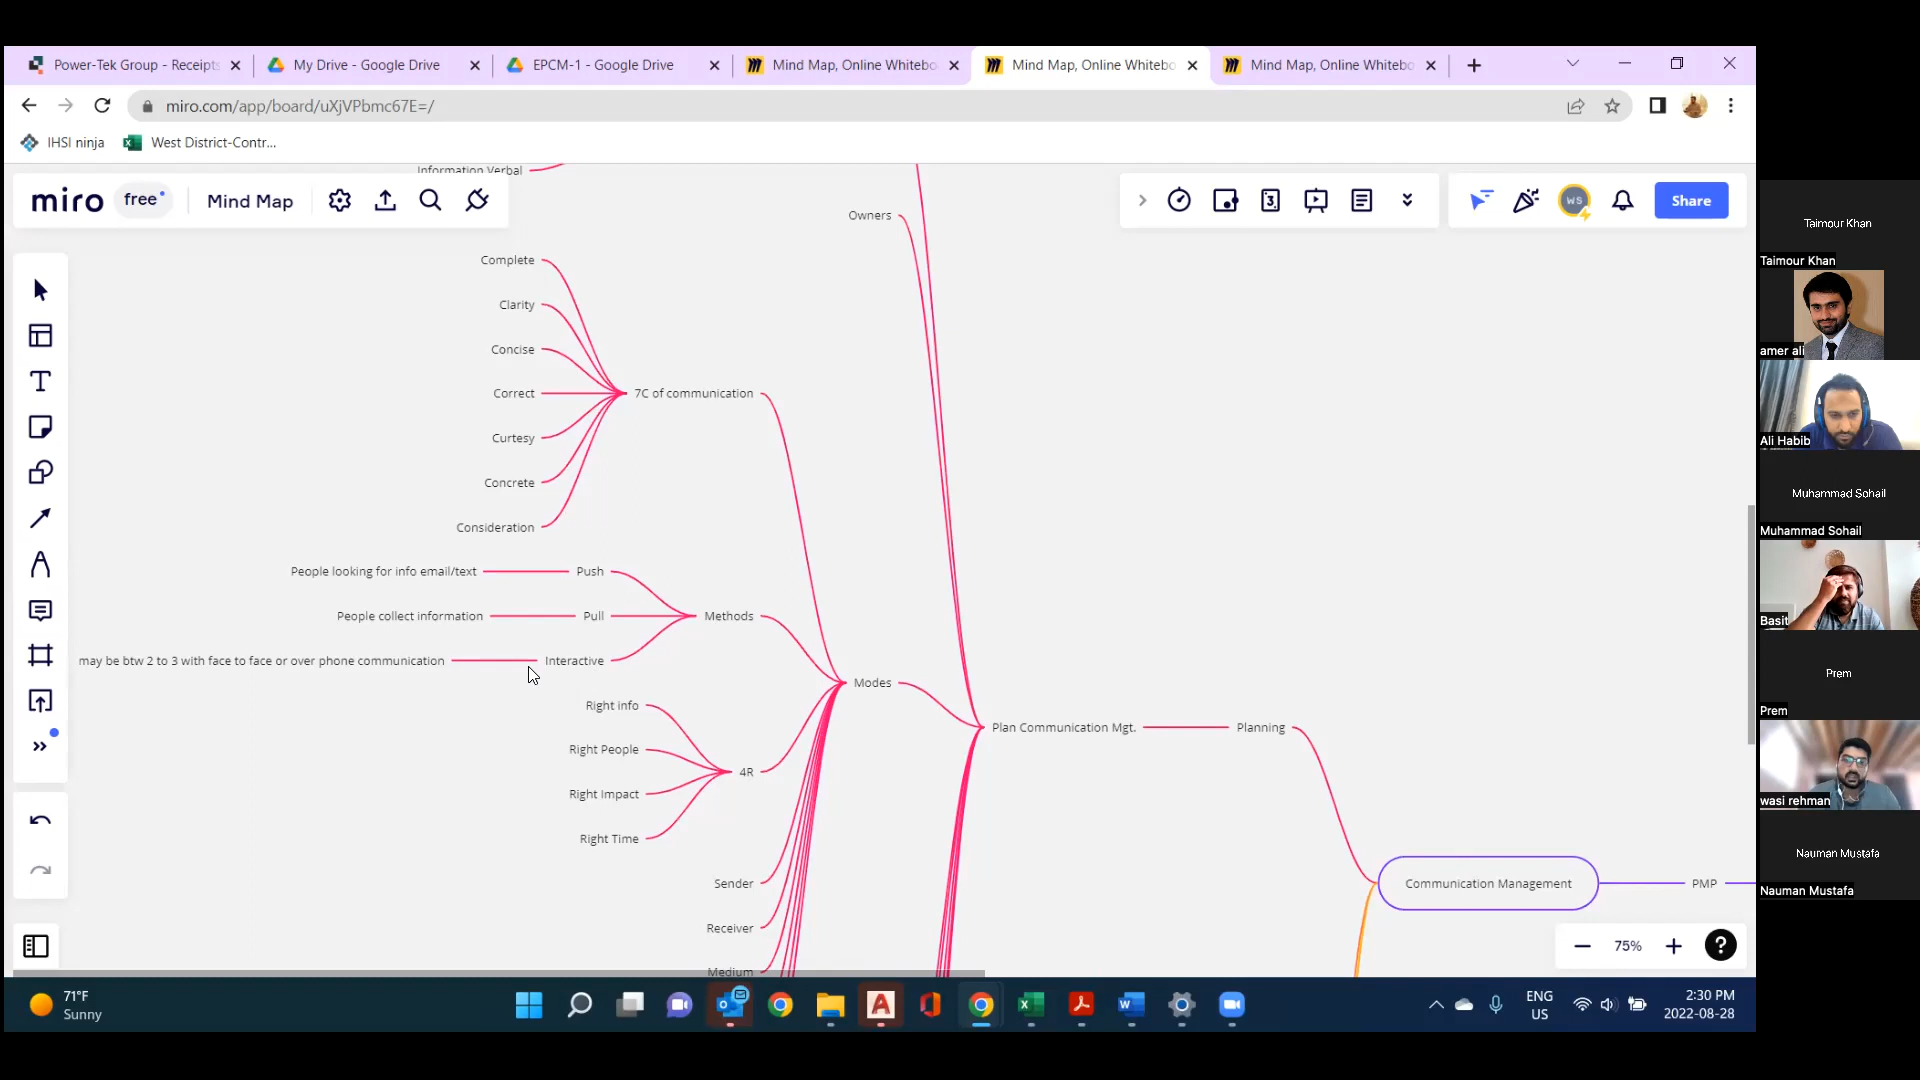 Power-Tek Group - Receipts
My Drive - Google Drive
EPCM-1 - Google Drive
Mind Map, Online Whitebo
Mind Map, Online Whitebo
Mind Map, Online Whitebo
miro.com/app/board/uXjVPbmc67E=/
IHSI ninja
West District-Contr...
Information Verbal
miro
free
Mind Map
3
WS
Share
Owners
Complete
Clarity
Concise
Correct
7C of communication
Curtesy
Concrete
Consideration
People looking for info email/text
Push
People collect information
Pull
Methods
may be btw 2 to 3 with face to face or over phone communication
Interactive
Modes
Right info
Right People
4R
Right Impact
Right Time
Plan Communication Mgt.
Planning
Sender
Communication Management
PMP
Receiver
Medium
75%
71°F
Sunny
ENG
US
2:30 PM
2022-08-28
Taimour Khan
Taimour Khan
amer ali
Ali Habib
Muhammad Sohail
Muhammad Sohail
Basit
Prem
Prem
wasi rehman
Nauman Mustafa
Nauman Mustafa